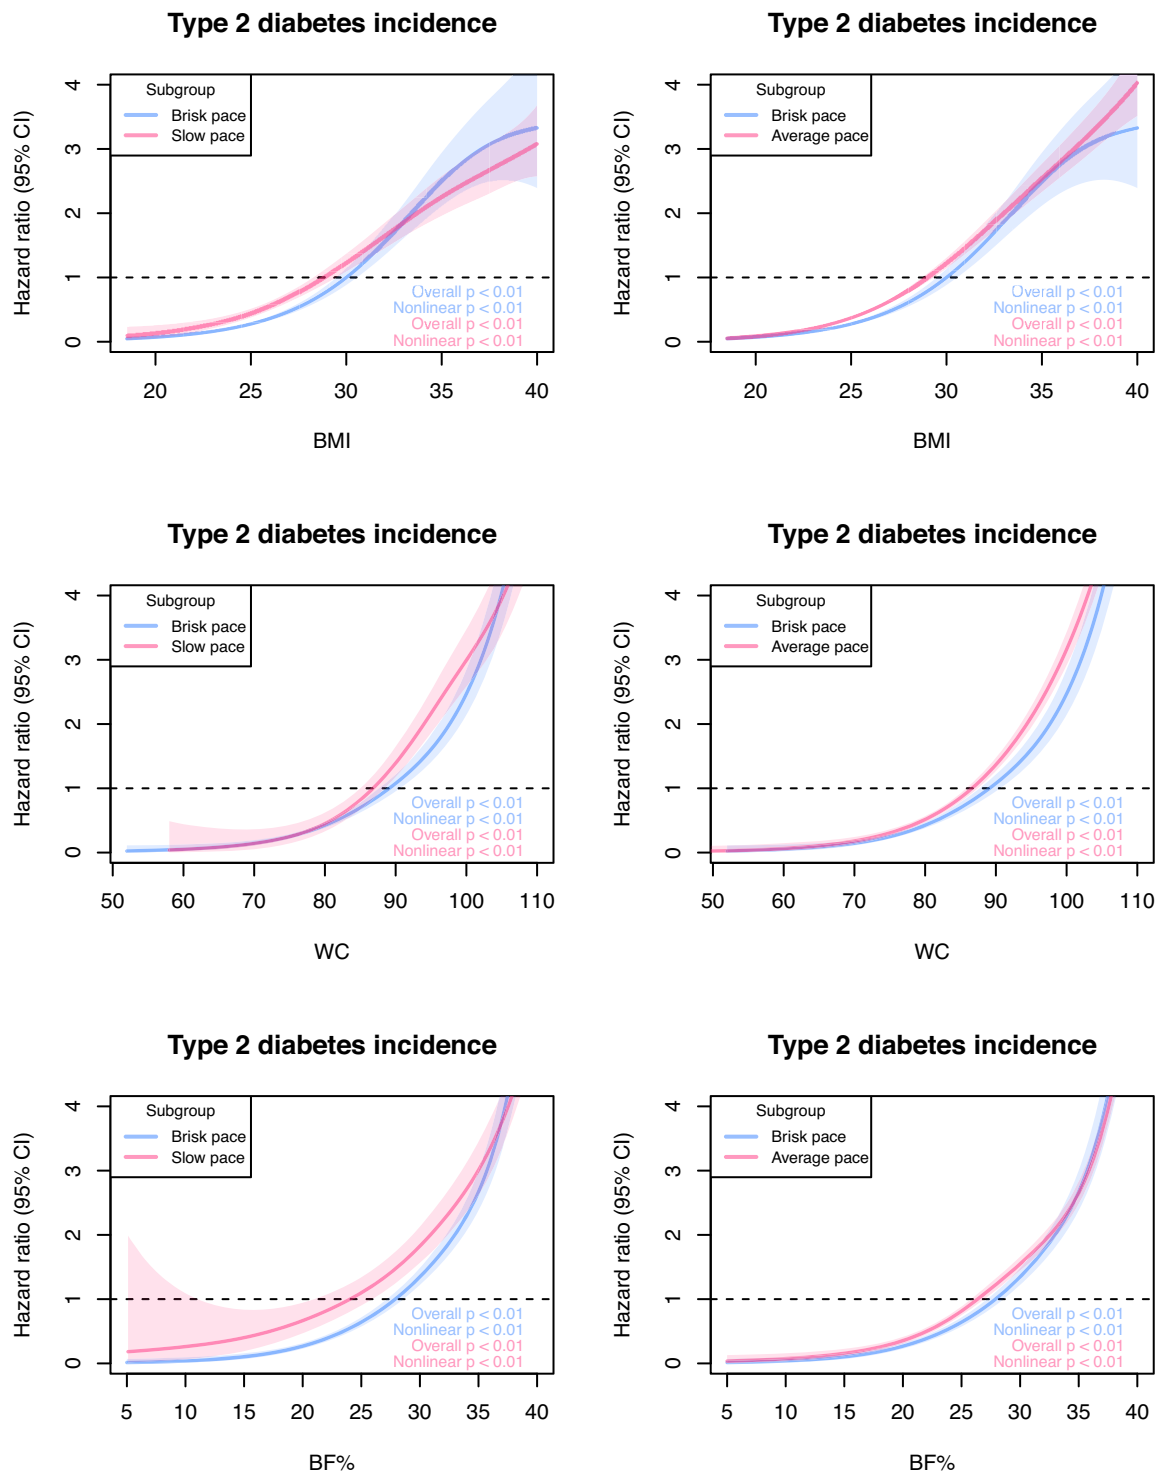 Type 2 diabetes incidence
Hazard ratio (95% CI)
4
3
2
1
0
Subgroup
Brisk pace
Slow pace
Overall p < 0.01
Nonlinear p < 0.01
Overall p < 0.01
Nonlinear p < 0.01
20 25 30 35 40
BMI
Type 2 diabetes incidence
Hazard ratio (95% CI)
4
3
2
1
0
Subgroup
Brisk pace
Average pace
Overall p < 0.01
Nonlinear p < 0.01
Overall p < 0.01
Nonlinear p < 0.01
20 25 30 35 40
BMI
Type 2 diabetes incidence
Hazard ratio (95% CI)
4
3
2
1
0
Subgroup
Brisk pace
Slow pace
Overall p < 0.01
Nonlinear p < 0.01
Overall p < 0.01
Nonlinear p < 0.01
50 60 70 80 90 100 110
WC
Type 2 diabetes incidence
Hazard ratio (95% CI)
4
3
2
1
0
Subgroup
Brisk pace
Average pace
Overall p < 0.01
Nonlinear p < 0.01
Overall p < 0.01
Nonlinear p < 0.01
50 60 70 80 90 100 110
WC
Type 2 diabetes incidence
Hazard ratio (95% CI)
4
3
2
1
0
Subgroup
Brisk pace
Slow pace
Overall p < 0.01
Nonlinear p < 0.01
Overall p < 0.01
Nonlinear p < 0.01
5 10 15 20 25 30 35 40
BF%
Type 2 diabetes incidence
Hazard ratio (95% CI)
4
3
2
1
0
Subgroup
Brisk pace
Average pace
Overall p < 0.01
Nonlinear p < 0.01
Overall p < 0.01
Nonlinear p < 0.01
5 10 15 20 25 30 35 40
BF%